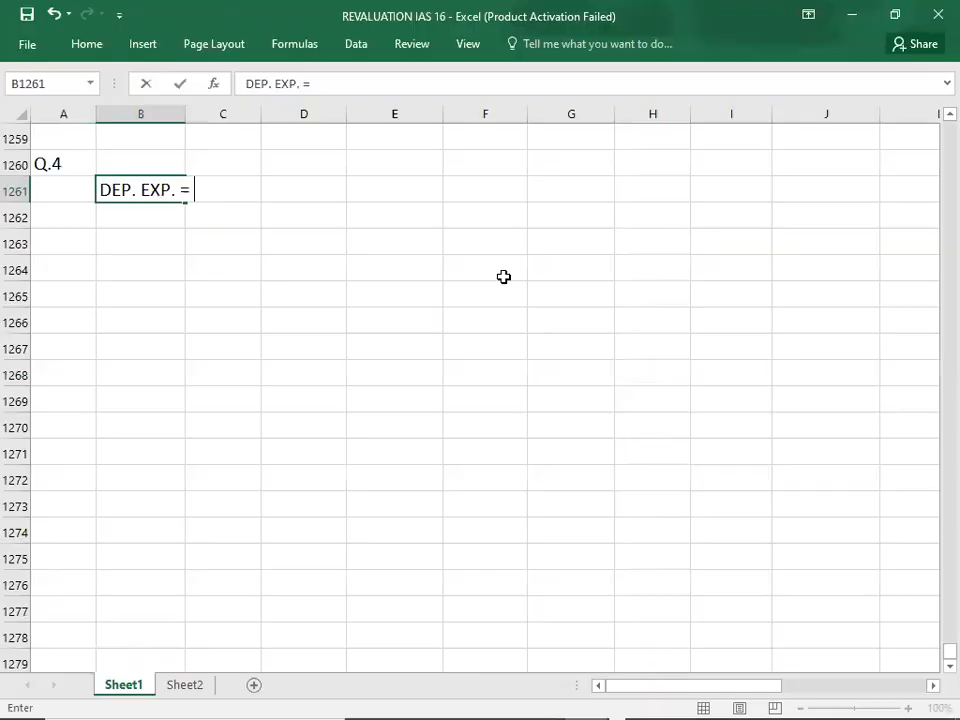 REVALUATION IAS 16 - Excel (Product Activation Failed)
File Home Insert Page Layout Formulas Data Review View Tell me what you want to do... Share
B1261 fx DEP. EXP. =
A B C D E F G H I J
1259
1260 Q.4
1261 DEP. EXP. =
1262
1263
1264
1265
1266
1267
1268
1269
1270
1271
1272
1273
1274
1275
1276
1277
1278
1279
Sheet1 Sheet2
Enter 100%